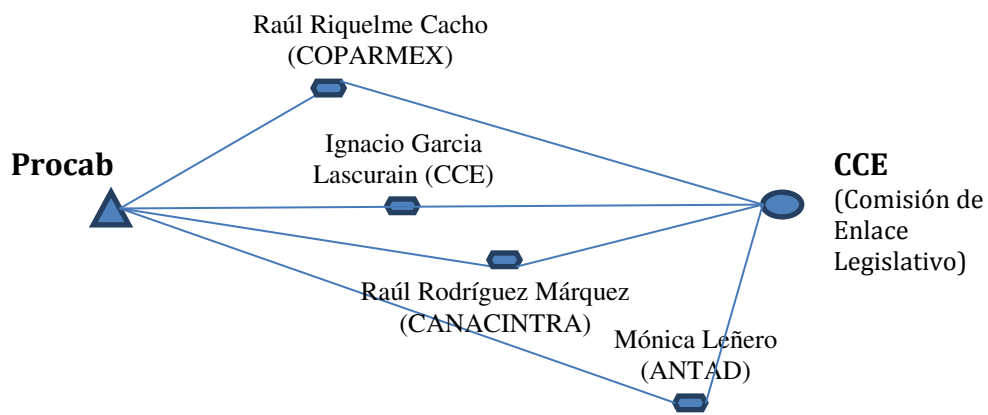 Raúl Riquelme Cacho
(COPARMEX)
Ignacio Garcia
Lascurain (CCE)
Procab
CCE
(Comisión de
Enlace
Legislativo)
Raúl Rodríguez Márquez
(CANACINTRA)
Mónica Leñero
(ANTAD)